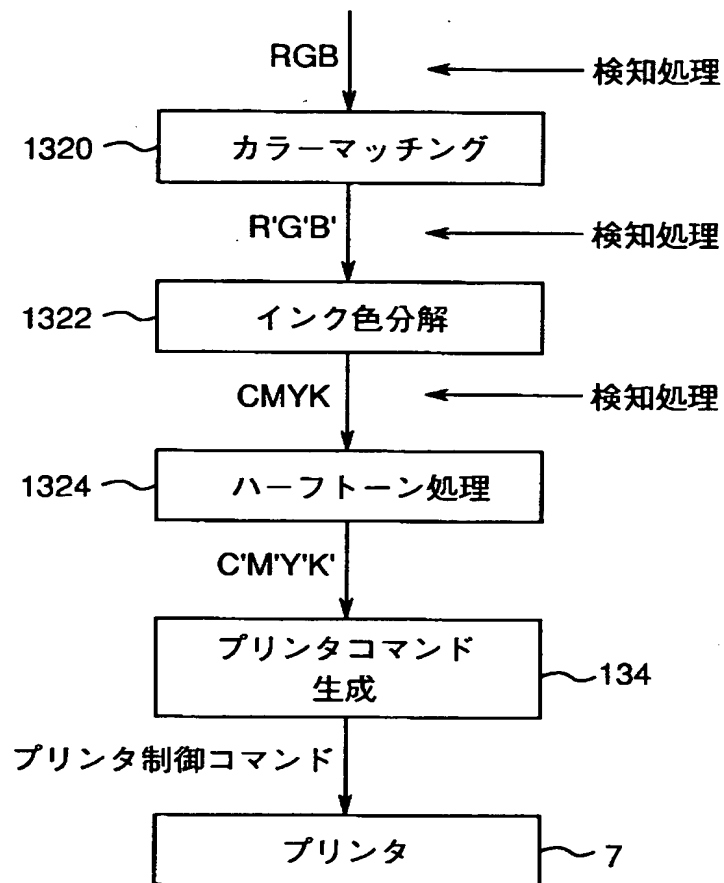 RGB
検知処理
1320
カラーマッチング
R'G'B'
検知処理
1322
インク色分解
CMYK
検知処理
1324
ハーフトーン処理
C'M'Y'K'
プリンタコマンド
生成
134
プリンタ制御コマンド
プリンタ
7